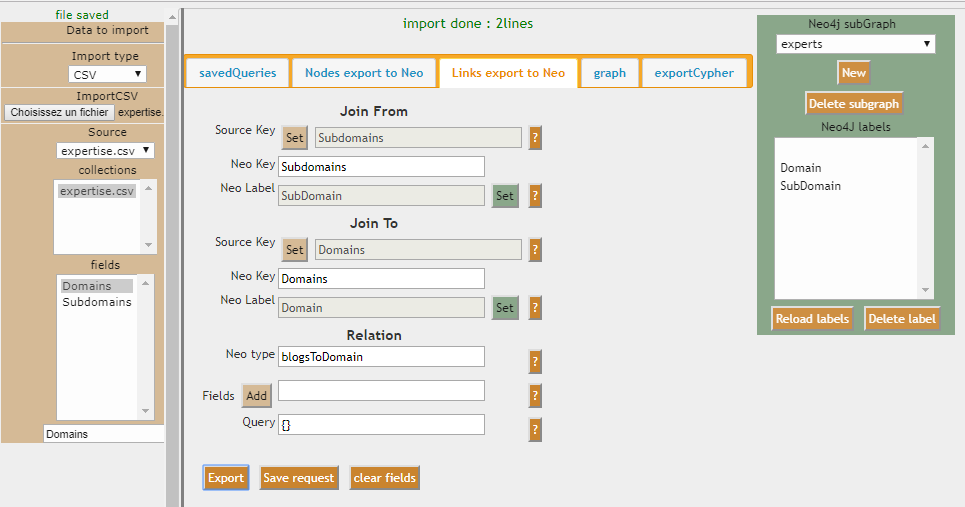 file saved
Data to import
Import type
CSV
ImportCSV
Choisissez un fichier expertise.
Source
expertise.csv
collections
expertise.csv
fields
Domains
Subdomains
Domains
import done : 2lines
savedQueries
Nodes export to Neo
Links export to Neo
graph
exportCypher
Join From
Source Key Set Subdomains ?
Neo Key Subdomains
Neo Label SubDomain Set ?
Join To
Source Key Set Domains ?
Neo Key Domains
Neo Label Domain Set ?
Relation
Neo type blogsToDomain ?
Fields Add ?
Query {} ?
Export Save request clear fields
Neo4j subGraph
experts
New
Delete subgraph
Neo4J labels
Domain
SubDomain
Reload labels Delete label